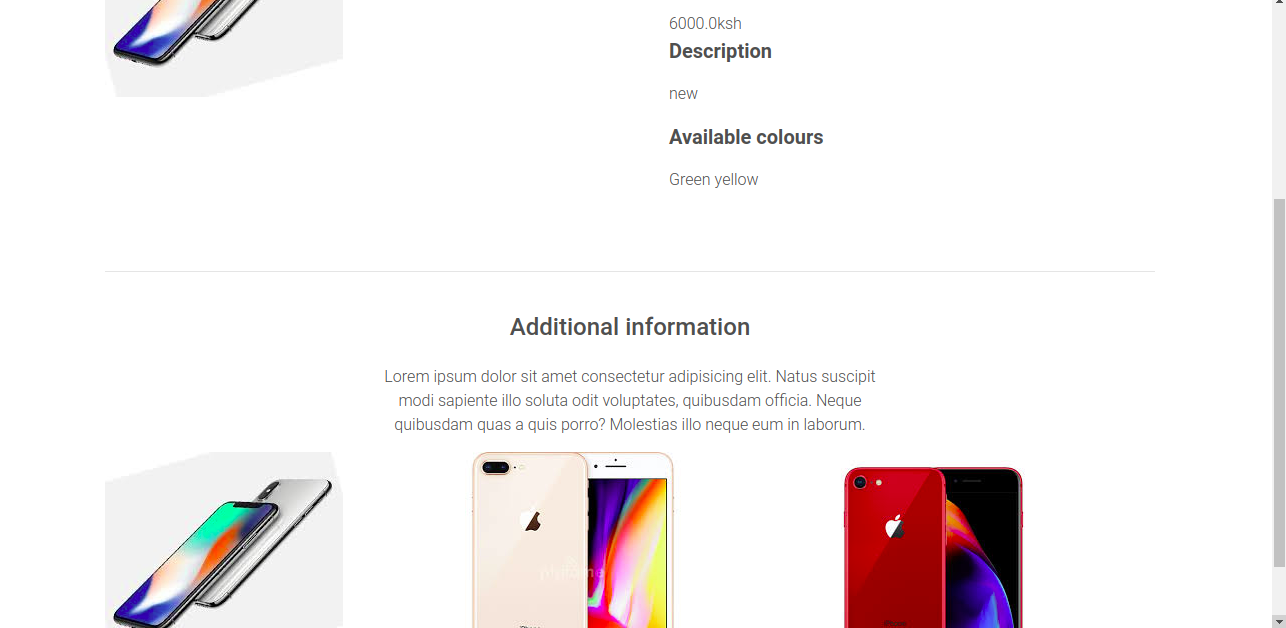 6000.0ksh
Description
new
Available colours
Green yellow
Additional information
Lorem ipsum dolor sit amet consectetur adipisicing elit. Natus suscipit
modi sapiente illo soluta odit voluptates, quibusdam officia. Neque
quibusdam quas a quis porro? Molestias illo neque eum in laborum.